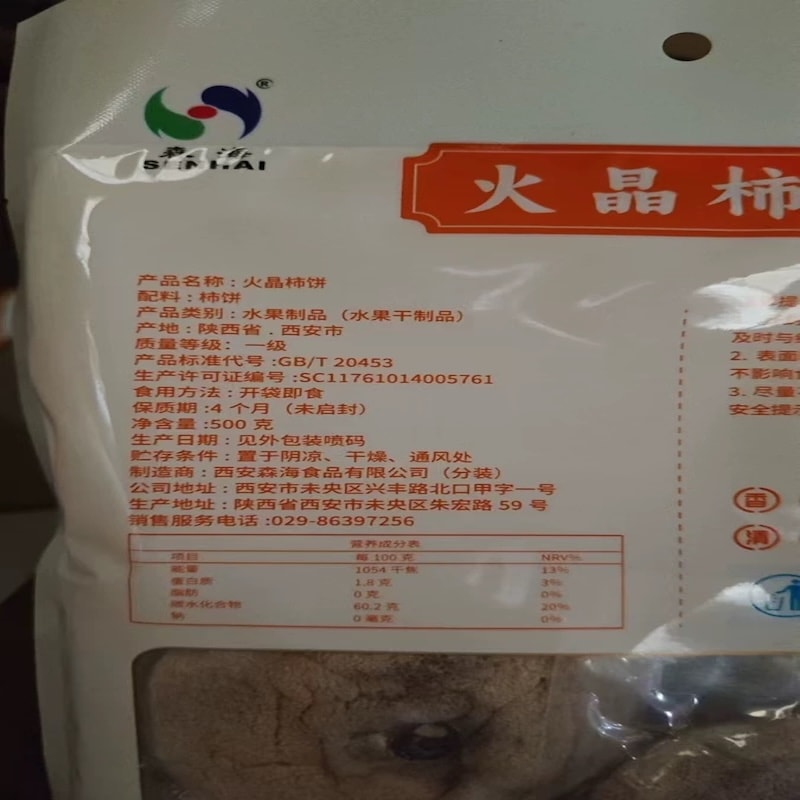 ®
森海
SENHAI
火晶柿
产品名称：火晶柿饼
配料：柿饼
产品类别：水果制品（水果干制品）
产地：陕西省．西安市
质量等级：一级
产品标准代号：GB/T 20453
生产许可证编号：SC11761014005761
食用方法：开袋即食
保质期：4 个月（未启封）
净含量：500 克
生产日期：见外包装喷码
贮存条件：置于阴凉、干燥、通风处
制造商：西安森海食品有限公司（分装）
公司地址：西安市未央区兴丰路北口甲字一号
生产地址：陕西省西安市未央区朱宏路 59 号
销售服务电话：029-86397256
营养成分表
项目 每 100 克 NRV%
能量 1054 千焦 13%
蛋白质 1.8 克 3%
脂肪 0 克 0%
碳水化合物 60.2 克 20%
钠 0 毫克 0%
及时与
2. 表面
不影响
3. 尽量
安全提示
香
清